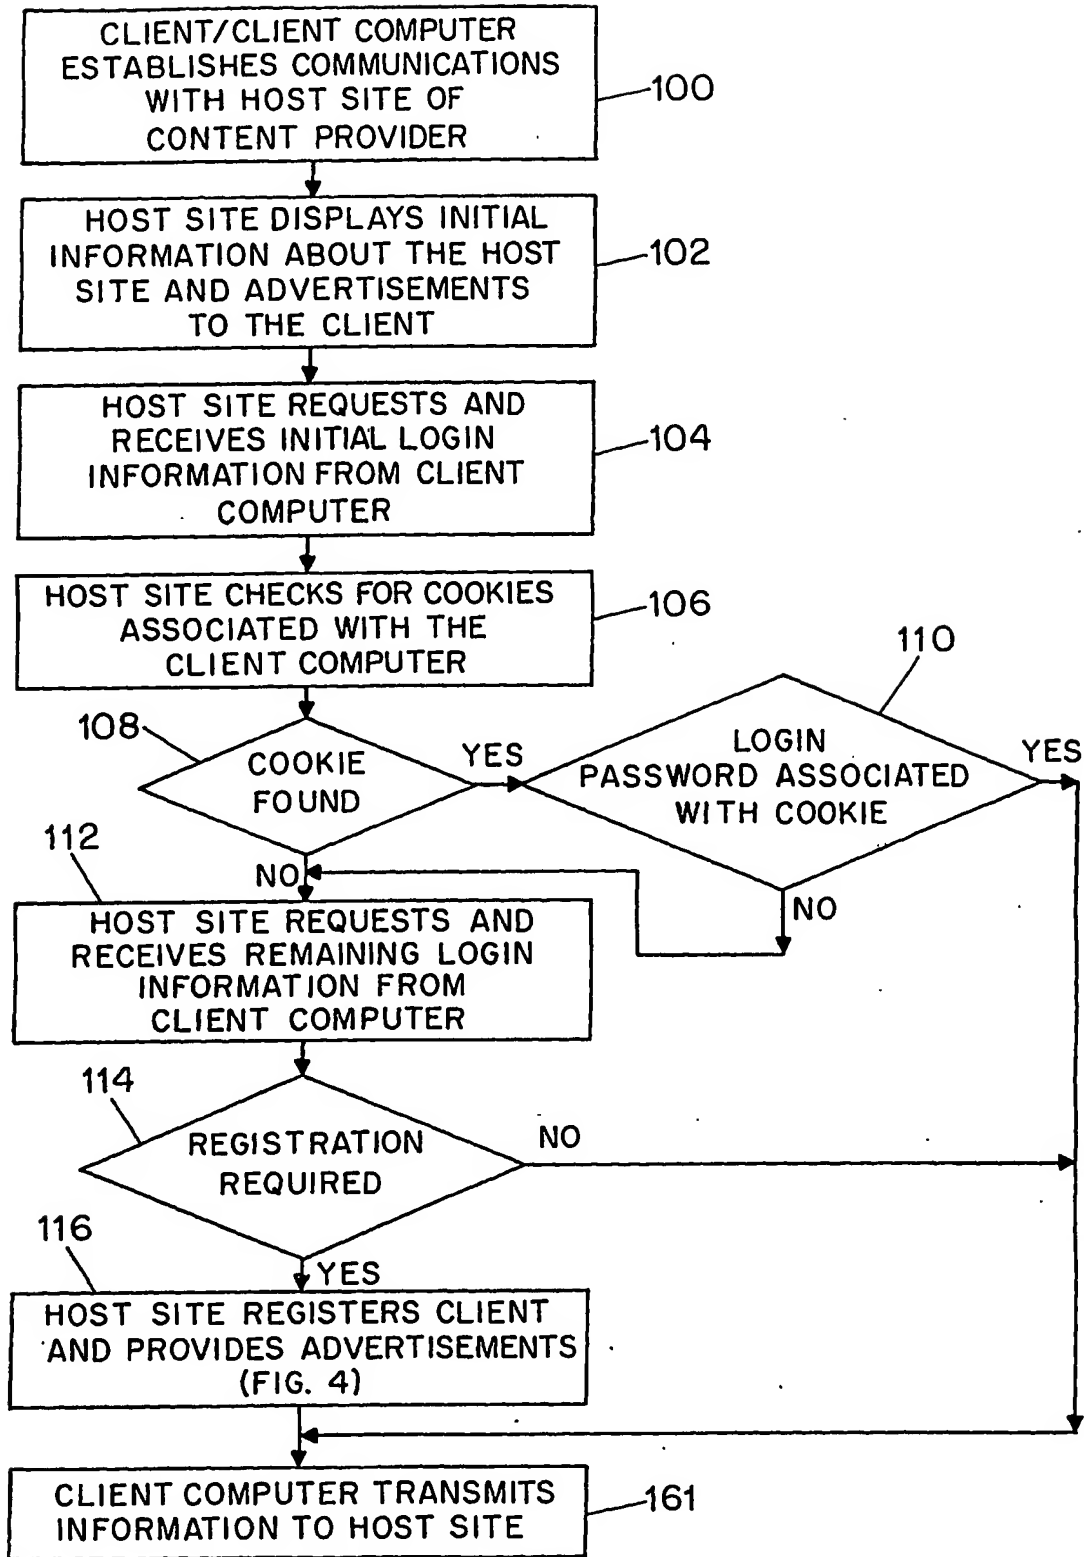 CLIENT/CLIENT COMPUTER
ESTABLISHES COMMUNICATIONS
WITH HOST SITE OF
CONTENT PROVIDER
100
HOST SITE DISPLAYS INITIAL
INFORMATION ABOUT THE HOST
SITE AND ADVERTISEMENTS
TO THE CLIENT
102
HOST SITE REQUESTS AND
RECEIVES INITIAL LOGIN
INFORMATION FROM CLIENT
COMPUTER
104
HOST SITE CHECKS FOR COOKIES
ASSOCIATED WITH THE
CLIENT COMPUTER
106
108
COOKIE
FOUND
YES
110
LOGIN
PASSWORD ASSOCIATED
WITH COOKIE
YES
NO
NO
112
HOST SITE REQUESTS AND
RECEIVES REMAINING LOGIN
INFORMATION FROM
CLIENT COMPUTER
114
REGISTRATION
REQUIRED
NO
YES
116
HOST SITE REGISTERS CLIENT
AND PROVIDES ADVERTISEMENTS
(FIG. 4)
CLIENT COMPUTER TRANSMITS
INFORMATION TO HOST SITE
161